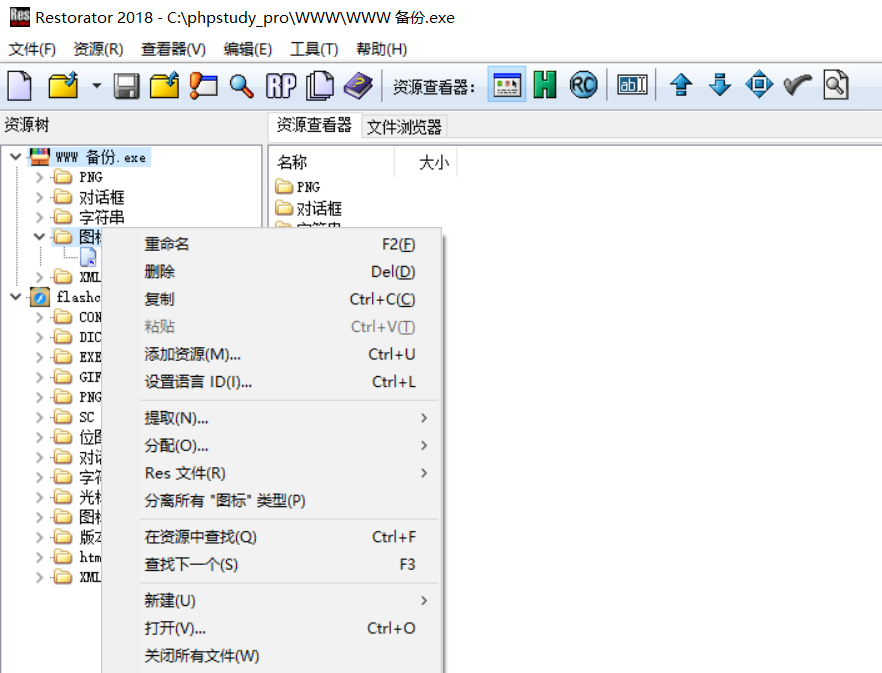 Res Restorator 2018 - C:\phpstudy_pro\WWW\WWW 备份.exe
文件(F) 资源(R) 查看器(V) 编辑(E) 工具(T) 帮助(H)
RP 资源查看器: H RC ab
资源树 资源查看器 文件浏览器
WWW 备份.exe
PNG
对话框
字符串
图标
XML
flashc
CON
DIC
EXE
GIF
PNG
SC
位图
对话
字符
光标
图标
版本
htm
XML
名称 大小
PNG
对话框
字符串
重命名 F2(F)
删除 Del(D)
复制 Ctrl+C(C)
粘贴 Ctrl+V(T)
添加资源(M)... Ctrl+U
设置语言 ID(I)... Ctrl+L
提取(N)...
分配(O)...
Res 文件(R)
分离所有 "图标" 类型(P)
在资源中查找(Q) Ctrl+F
查找下一个(S) F3
新建(U)
打开(V)... Ctrl+O
关闭所有文件(W)